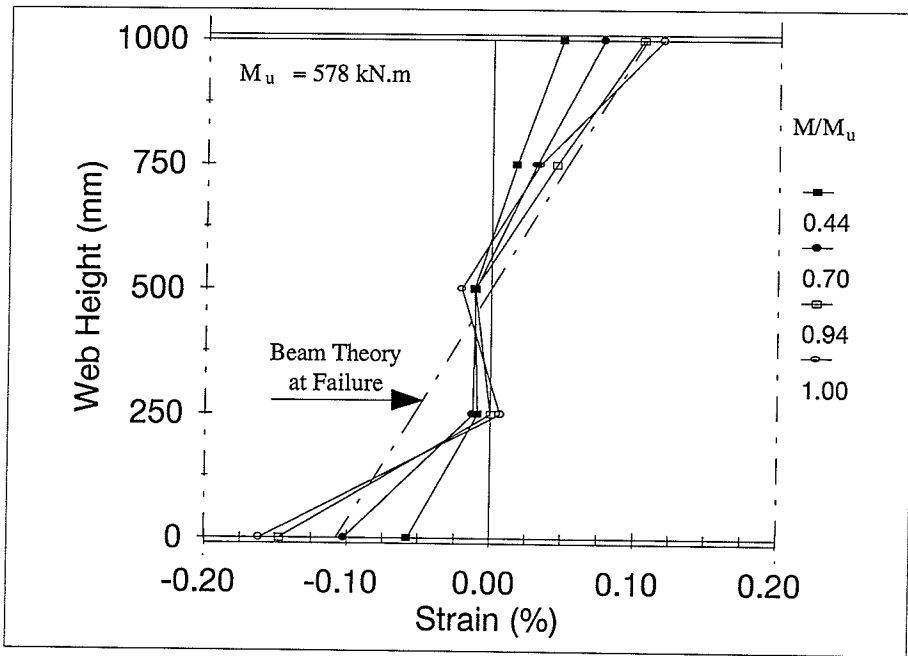 1000
M u = 578 kN.m
M/M u
750
0.44
0.70
500
0.94
Beam Theory
at Failure
1.00
250
0
Web Height (mm)
-0.20 -0.10 0.00 0.10 0.20
Strain (%)